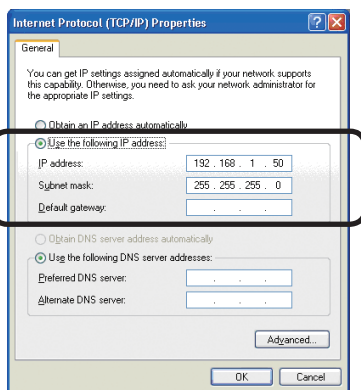 Internet Protocol (TCP/IP) Properties
General
You can get IP settings assigned automatically if your network supports
this capability. Otherwise, you need to ask your network administrator for
the appropriate IP settings.
Obtain an IP address automatically
Use the following IP address:
IP address: 192 . 168 . 1 . 50
Subnet mask: 255 . 255 . 255 . 0
Default gateway: . . .
Obtain DNS server address automatically
Use the following DNS server addresses:
Preferred DNS server: . . .
Alternate DNS server: . . .
Advanced...
OK Cancel